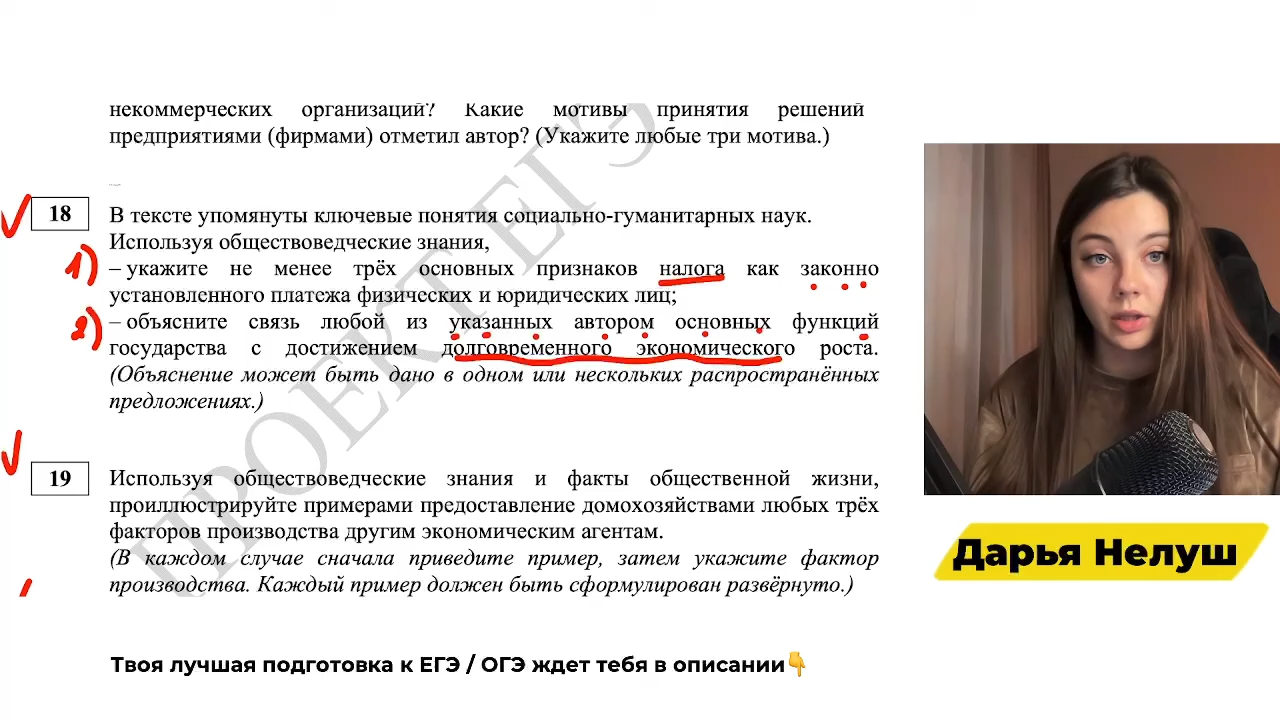 некоммерческих организаций? Какие мотивы принятия решений
предприятиями (фирмами) отметил автор? (Укажите любые три мотива.)
18
В тексте упомянуты ключевые понятия социально-гуманитарных наук.
Используя обществоведческие знания,
1)
– укажите не менее трёх основных признаков налога как законно
установленного платежа физических и юридических лиц;
2)
– объясните связь любой из указанных автором основных функций
государства с достижением долговременного экономического роста.
(Объяснение может быть дано в одном или нескольких распространённых
предложениях.)
19
Используя обществоведческие знания и факты общественной жизни,
проиллюстрируйте примерами предоставление домохозяйствами любых трёх
факторов производства другим экономическим агентам.
(В каждом случае сначала приведите пример, затем укажите фактор
производства. Каждый пример должен быть сформулирован развёрнуто.)
ПРОЕКТ ЕГЭ
Дарья Нелуш
Твоя лучшая подготовка к ЕГЭ / ОГЭ ждет тебя в описании👇